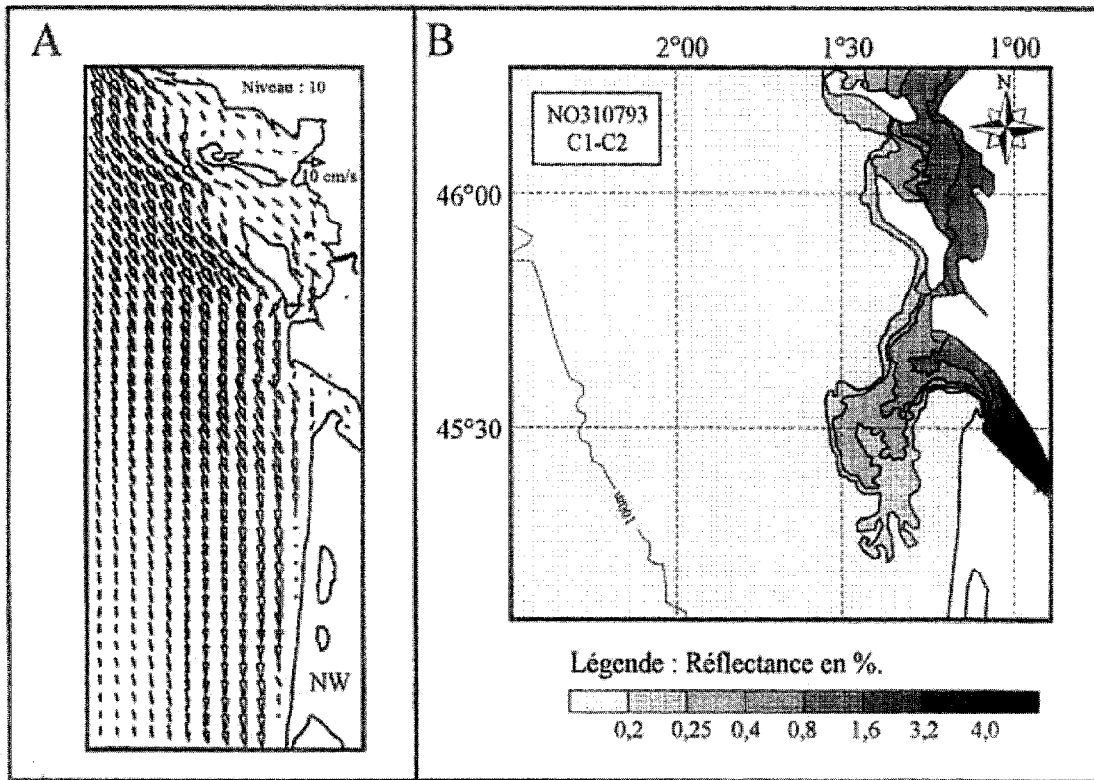 A
Niveau : 10
10 cm/s
NW
B
2°00
1°30
1°00
N
NO310793
C1-C2
46°00
45°30
100m
Légende : Réflectance en %.
0,2
0,25
0,4
0,8
1,6
3,2
4,0